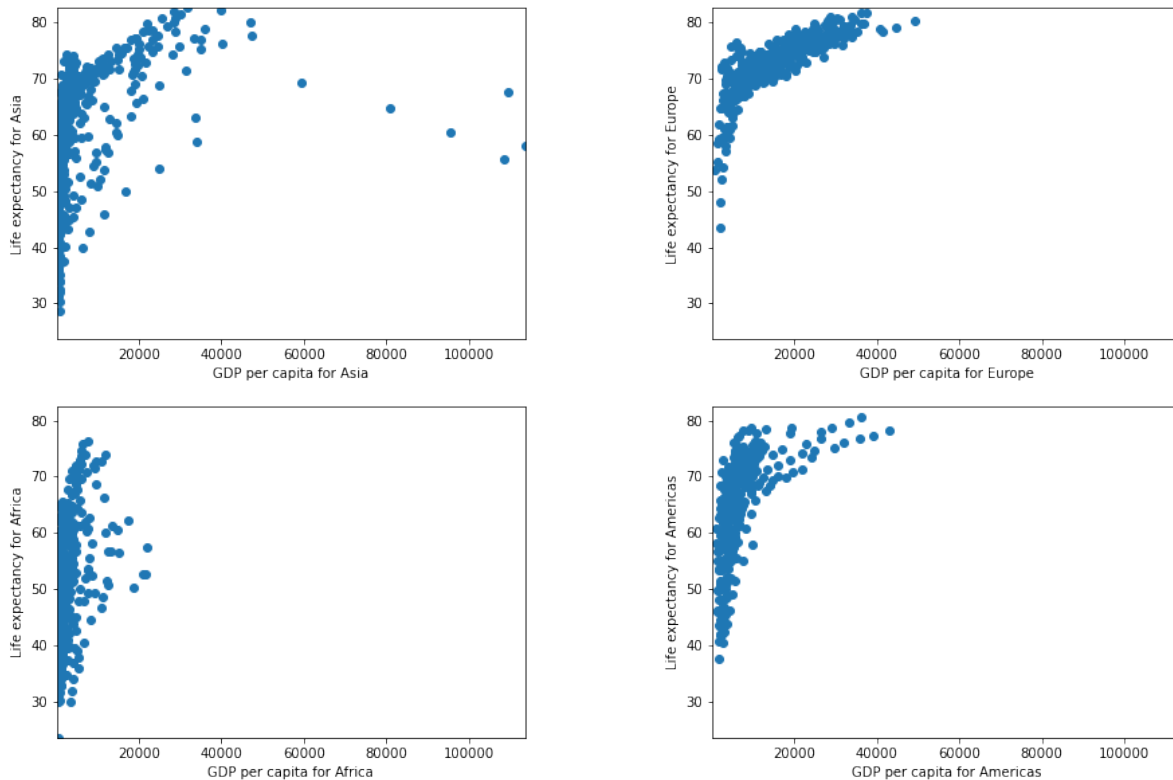 80
70
60
50
40
30
Life expectancy for Asia
20000 40000 60000 80000 100000
GDP per capita for Asia
80
70
60
50
40
30
Life expectancy for Europe
20000 40000 60000 80000 100000
GDP per capita for Europe
80
70
60
50
40
30
Life expectancy for Africa
20000 40000 60000 80000 100000
GDP per capita for Africa
80
70
60
50
40
30
Life expectancy for Americas
20000 40000 60000 80000 100000
GDP per capita for Americas